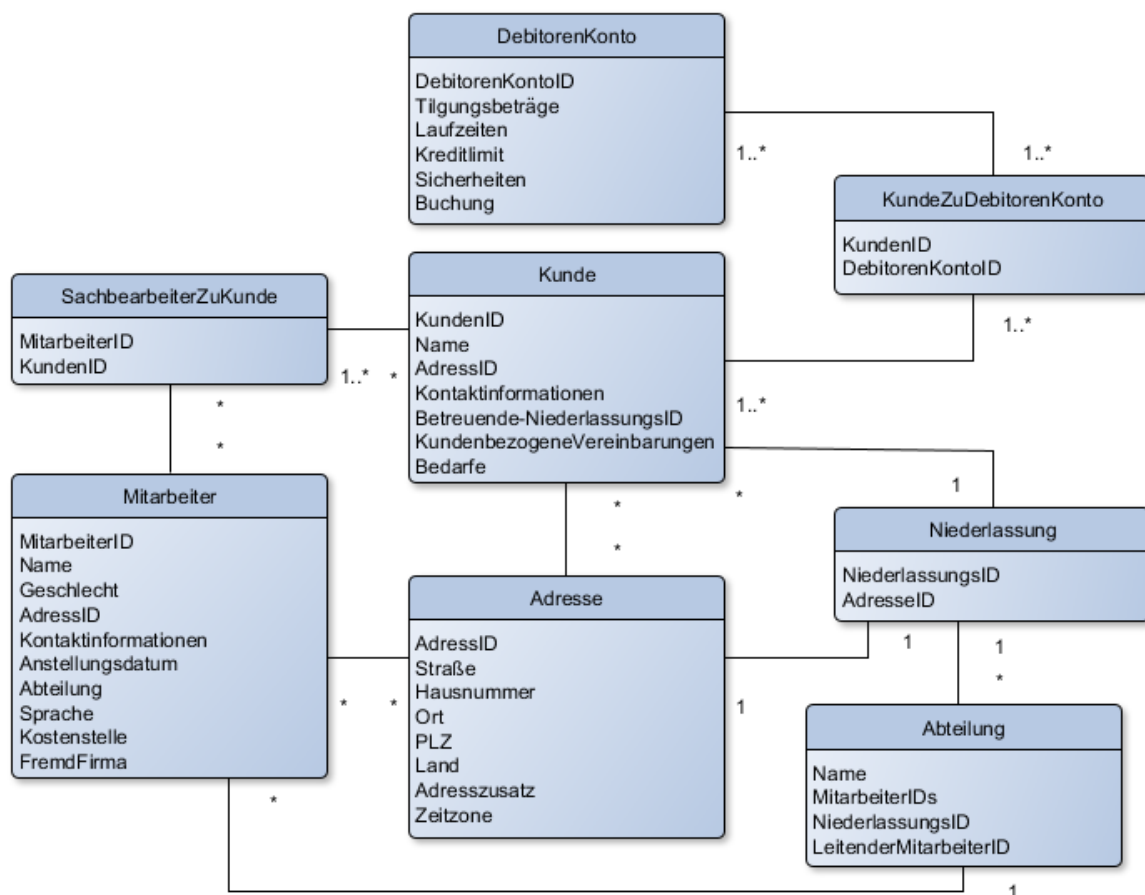 DebitorenKonto
DebitorenKontoID
Tilgungsbeträge
Laufzeiten
Kreditlimit
Sicherheiten
Buchung
1..*
1..*
KundeZuDebitorenKonto
KundenID
DebitorenKontoID
1..*
SachbearbeiterZuKunde
MitarbeiterID
KundenID
1..*
*
*
*
Kunde
KundenID
Name
AdressID
Kontaktinformationen
Betreuende-NiederlassungsID
KundenbezogeneVereinbarungen
Bedarfe
1..*
*
1
*
*
Mitarbeiter
MitarbeiterID
Name
Geschlecht
AdressID
Kontaktinformationen
Anstellungsdatum
Abteilung
Sprache
Kostenstelle
FremdFirma
*
*
*
Adresse
AdressID
Straße
Hausnummer
Ort
PLZ
Land
Adresszusatz
Zeitzone
1
1
Niederlassung
NiederlassungsID
AdresseID
1
*
Abteilung
Name
MitarbeiterIDs
NiederlassungsID
LeitenderMitarbeiterID
1